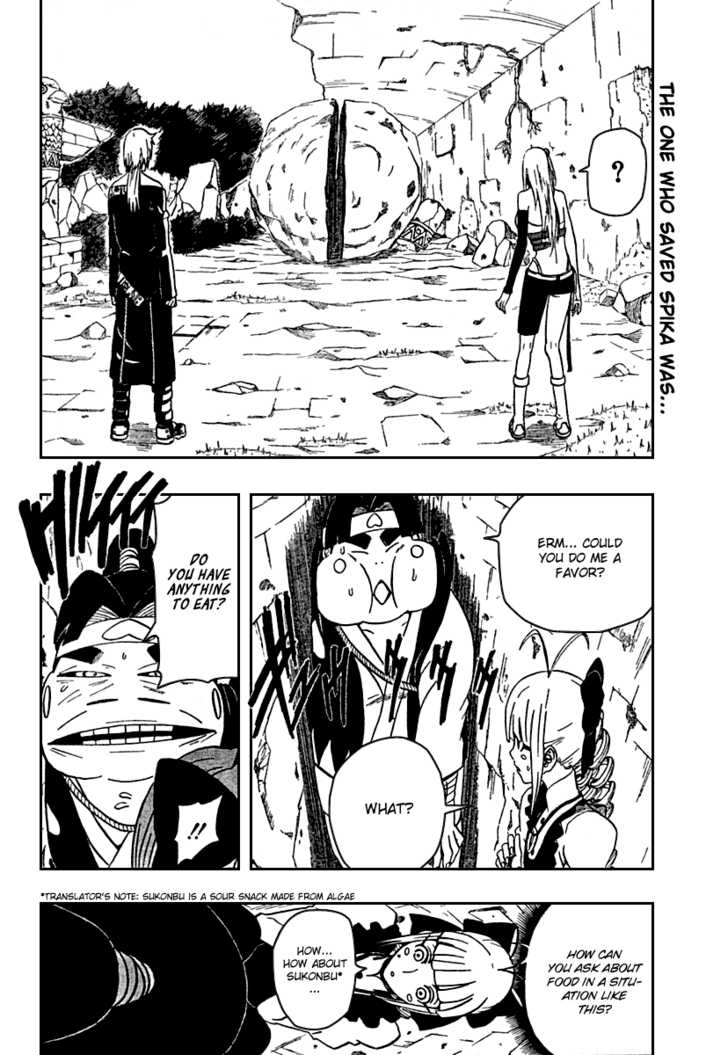 THE ONE WHO SAVED SPIKA WAS...
?
ERM... COULD
YOU DO ME A
FAVOR?
WHAT?
DO
YOU HAVE
ANYTHING
TO EAT?
!!
*TRANSLATOR'S NOTE: SUKONBU IS A SOUR SNACK MADE FROM ALGAE
HOW CAN
YOU ASK ABOUT
FOOD IN A SITU-
ATION LIKE
THIS?
HOW...
HOW ABOUT
SUKONBU*
...